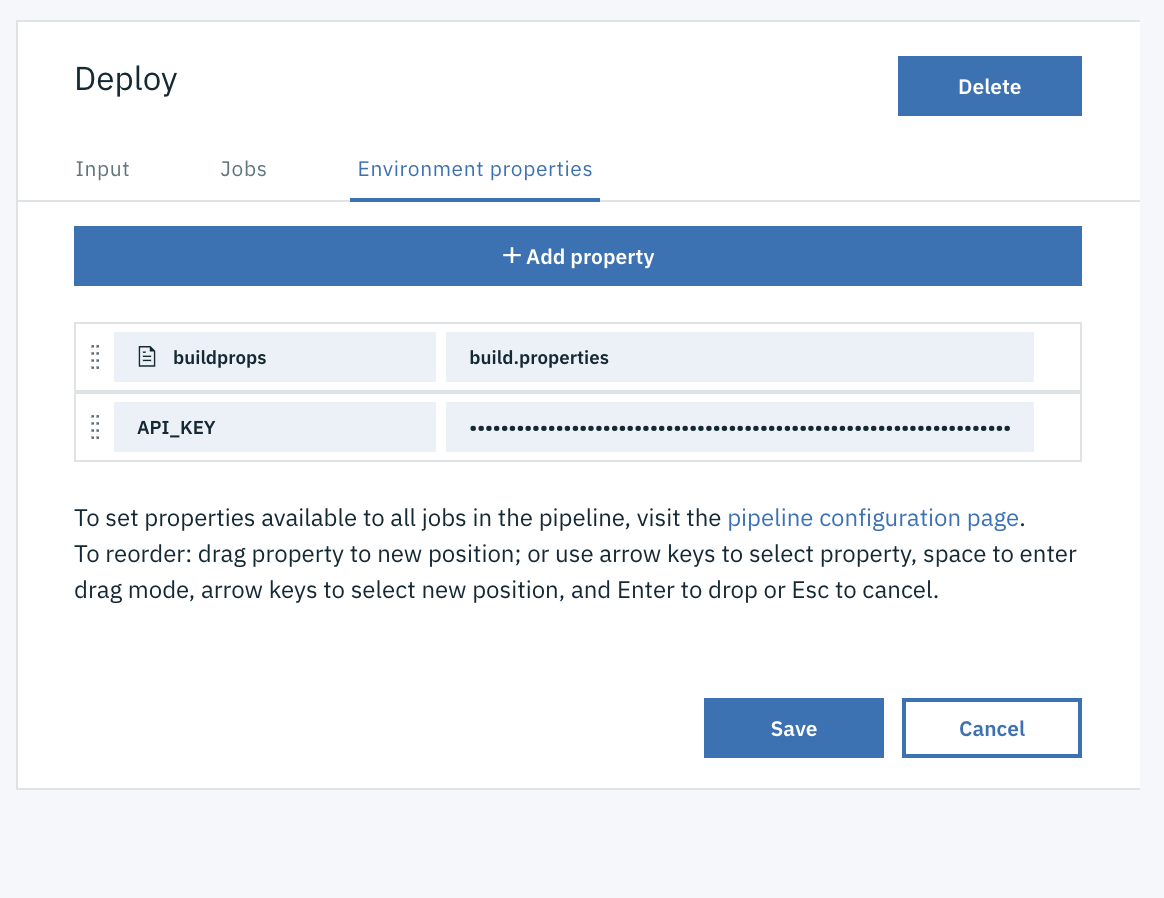 Deploy
Delete
Input Jobs Environment properties
+ Add property
buildprops build.properties
API_KEY ••••••••••••••••••••••••••••••••••••••••••••••••••••••••••••••••••••
To set properties available to all jobs in the pipeline, visit the pipeline configuration page.
To reorder: drag property to new position; or use arrow keys to select property, space to enter
drag mode, arrow keys to select new position, and Enter to drop or Esc to cancel.
Save Cancel